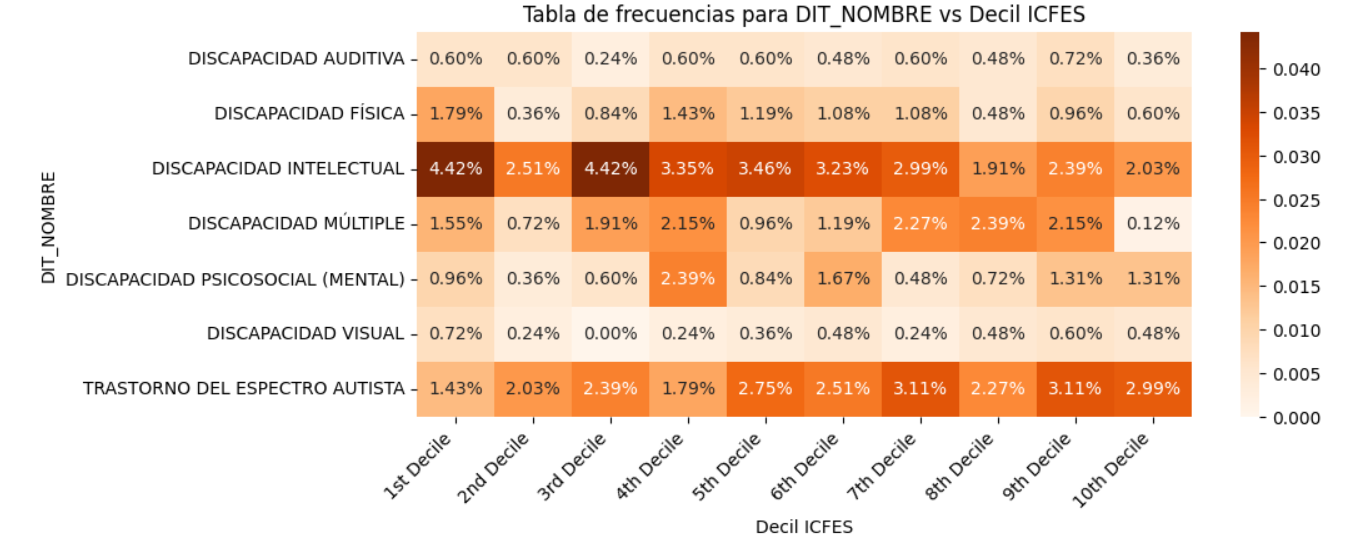 Tabla de frecuencias para DIT_NOMBRE vs Decil ICFES
DIT_NOMBRE
DISCAPACIDAD AUDITIVA 0.60% 0.60% 0.24% 0.60% 0.60% 0.48% 0.60% 0.48% 0.72% 0.36%
DISCAPACIDAD FÍSICA 1.79% 0.36% 0.84% 1.43% 1.19% 1.08% 1.08% 0.48% 0.96% 0.60%
DISCAPACIDAD INTELECTUAL 4.42% 2.51% 4.42% 3.35% 3.46% 3.23% 2.99% 1.91% 2.39% 2.03%
DISCAPACIDAD MÚLTIPLE 1.55% 0.72% 1.91% 2.15% 0.96% 1.19% 2.27% 2.39% 2.15% 0.12%
DISCAPACIDAD PSICOSOCIAL (MENTAL) 0.96% 0.36% 0.60% 2.39% 0.84% 1.67% 0.48% 0.72% 1.31% 1.31%
DISCAPACIDAD VISUAL 0.72% 0.24% 0.00% 0.24% 0.36% 0.48% 0.24% 0.48% 0.60% 0.48%
TRASTORNO DEL ESPECTRO AUTISTA 1.43% 2.03% 2.39% 1.79% 2.75% 2.51% 3.11% 2.27% 3.11% 2.99%
1st Decile 2nd Decile 3rd Decile 4th Decile 5th Decile 6th Decile 7th Decile 8th Decile 9th Decile 10th Decile
Decil ICFES
0.040
0.035
0.030
0.025
0.020
0.015
0.010
0.005
0.000